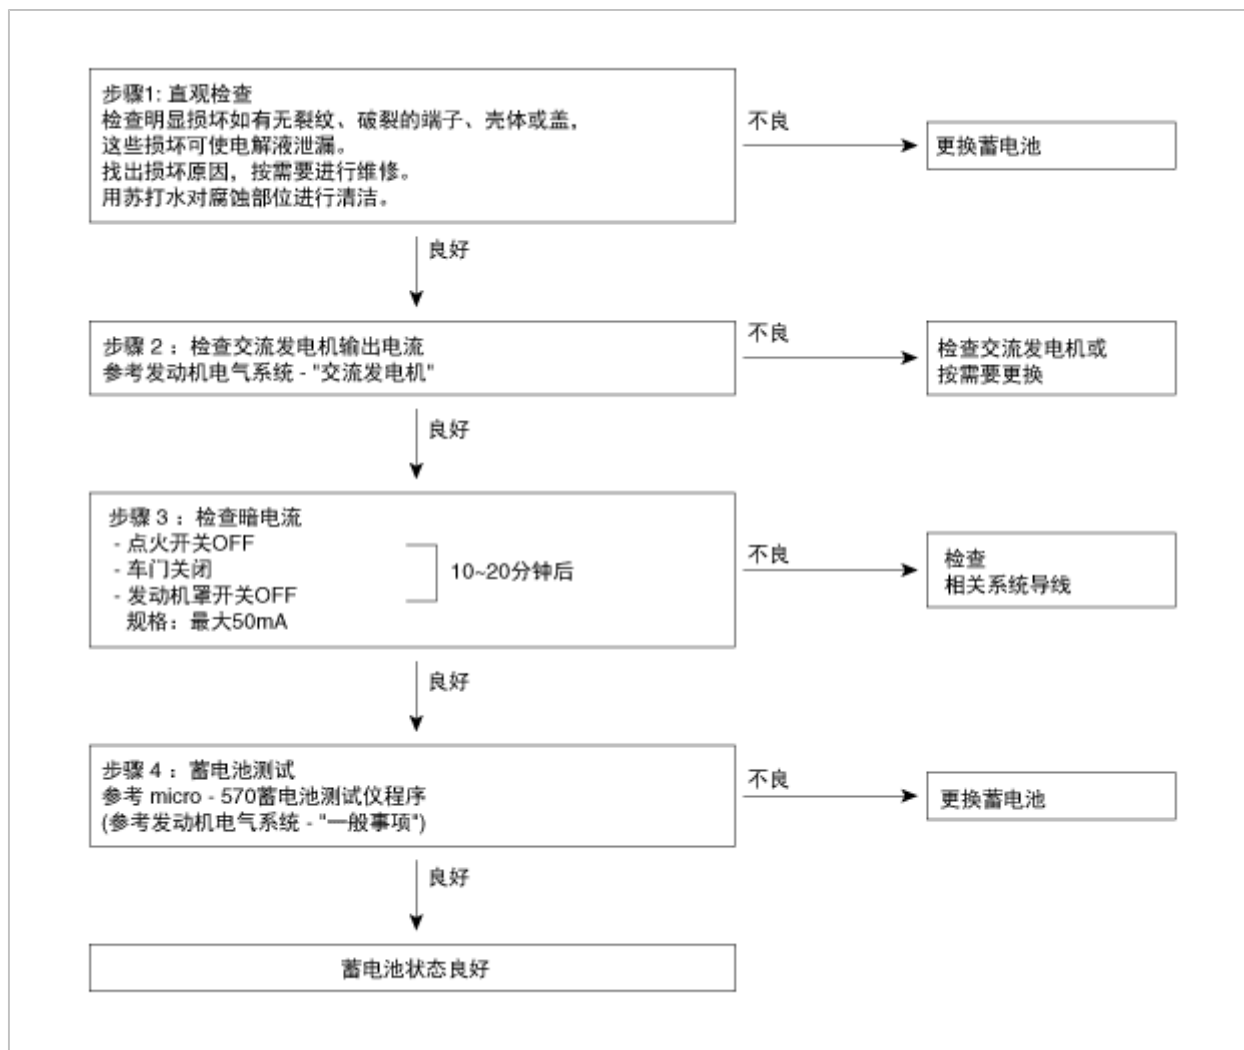 步骤1: 直观检查
检查明显损坏如有无裂纹、破裂的端子、壳体或盖，
这些损坏可使电解液泄漏。
找出损坏原因，按需要进行维修。
用苏打水对腐蚀部位进行清洁。
不良
更换蓄电池
良好
步骤 2 ：检查交流发电机输出电流
参考发动机电气系统 - "交流发电机"
不良
检查交流发电机或
按需要更换
良好
步骤 3 ：检查暗电流
- 点火开关OFF
- 车门关闭
- 发动机罩开关OFF
规格：最大50mA
10~20分钟后
不良
检查
相关系统导线
良好
步骤 4 ：蓄电池测试
参考 micro - 570蓄电池测试仪程序
(参考发动机电气系统 - "一般事项")
不良
更换蓄电池
良好
蓄电池状态良好